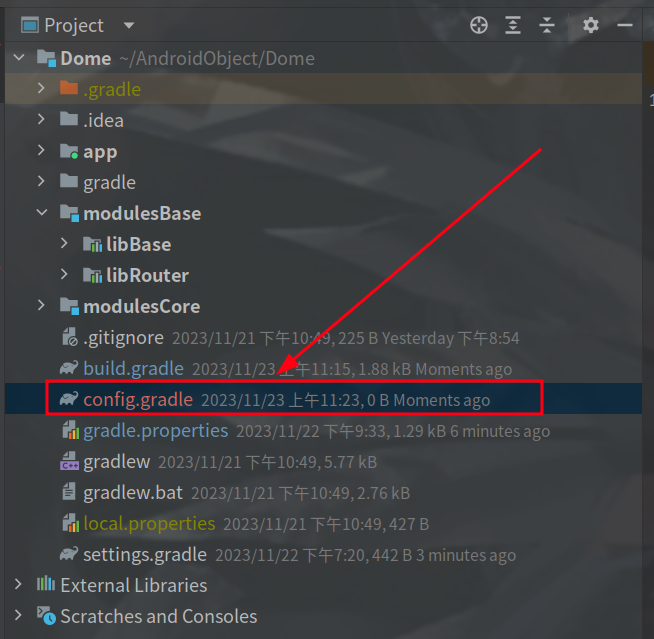 Project
Dome ~/AndroidObject/Dome
.gradle
.idea
app
gradle
modulesBase
libBase
libRouter
modulesCore
.gitignore 2023/11/21 下午10:49, 225 B Yesterday 下午8:54
build.gradle 2023/11/23 上午11:15, 1.88 kB Moments ago
config.gradle 2023/11/23 上午11:23, 0 B Moments ago
gradle.properties 2023/11/22 下午9:33, 1.29 kB 6 minutes ago
C++ gradlew 2023/11/21 下午10:49, 5.77 kB
gradlew.bat 2023/11/21 下午10:49, 2.76 kB
local.properties 2023/11/21 下午10:49, 427 B
settings.gradle 2023/11/22 下午7:20, 442 B 3 minutes ago
External Libraries
Scratches and Consoles